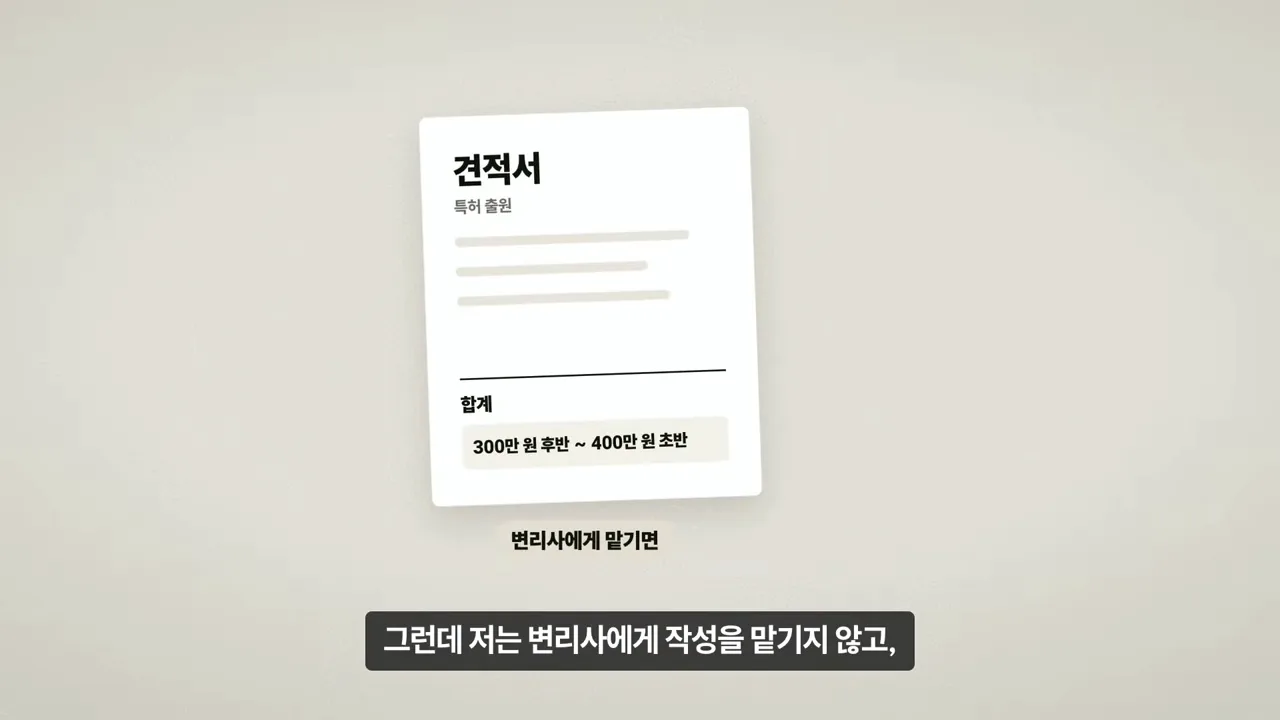 견적서
특허 출원
합계
300만 원 후반 ~ 400만 원 초반
변리사에게 맡기면
그런데 저는 변리사에게 작성을 맡기지 않고,